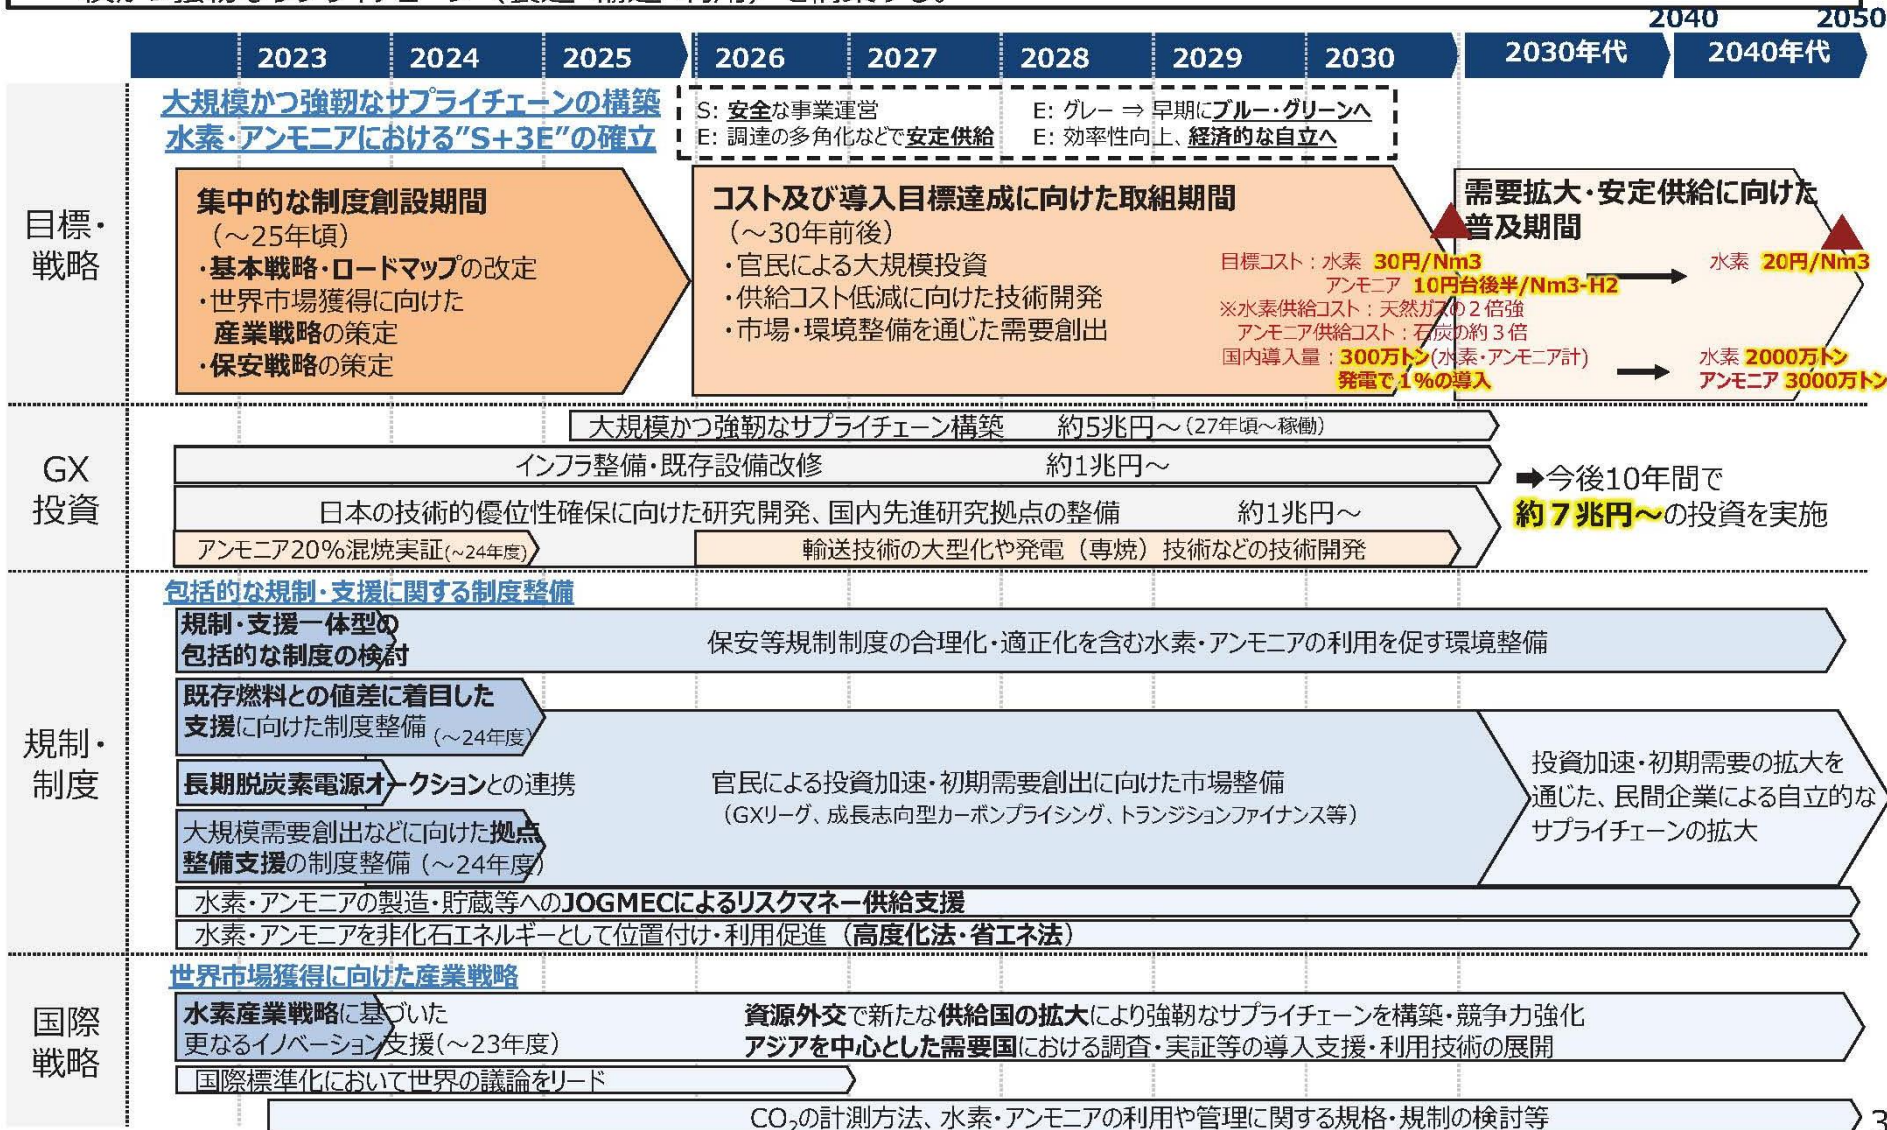 2040 2050
2023 2024 2025 2026 2027 2028 2029 2030 2030年代 2040年代
目標・
戦略
大規模かつ強靭なサプライチェーンの構築
水素・アンモニアにおける”S+3E”の確立
S: 安全な事業運営
E: グレー ⇒ 早期にブルー・グリーンへ
E: 調達の多角化などで安定供給
E: 効率性向上、経済的な自立へ
集中的な制度創設期間
（～25年頃）
・基本戦略・ロードマップの改定
・世界市場獲得に向けた
産業戦略の策定
・保安戦略の策定
コスト及び導入目標達成に向けた取組期間
（～30年前後）
・官民による大規模投資
・供給コスト低減に向けた技術開発
・市場・環境整備を通じた需要創出
需要拡大・安定供給に向けた
普及期間
目標コスト：水素 30円/Nm3
アンモニア 10円台後半/Nm3-H2
※水素供給コスト：天然ガスの２倍強
アンモニア供給コスト：石炭の約３倍
国内導入量：300万トン(水素・アンモニア計)
発電で1%の導入
水素 20円/Nm3
水素 2000万トン
アンモニア 3000万トン
GX
投資
大規模かつ強靭なサプライチェーン構築 約5兆円～（27年頃～稼働）
インフラ整備・既存設備改修 約1兆円～
日本の技術的優位性確保に向けた研究開発、国内先進研究拠点の整備 約1兆円～
アンモニア20％混焼実証(~24年度)
輸送技術の大型化や発電（専焼）技術などの技術開発
➡今後10年間で
約７兆円～の投資を実施
規制・
制度
包括的な規制・支援に関する制度整備
規制・支援一体型の
包括的な制度の検討
保安等規制制度の合理化・適正化を含む水素・アンモニアの利用を促す環境整備
既存燃料との値差に着目した
支援に向けた制度整備（～24年度）
長期脱炭素電源オークションとの連携
大規模需要創出などに向けた拠点
整備支援の制度整備（～24年度）
官民による投資加速・初期需要創出に向けた市場整備
（GXリーグ、成長志向型カーボンプライシング、トランジションファイナンス等）
投資加速・初期需要の拡大を
通じた、民間企業による自立的な
サプライチェーンの拡大
水素・アンモニアの製造・貯蔵等へのJOGMECによるリスクマネー供給支援
水素・アンモニアを非化石エネルギーとして位置付け・利用促進（高度化法・省エネ法）
国際
戦略
世界市場獲得に向けた産業戦略
水素産業戦略に基づいた
更なるイノベーション支援(～23年度）
資源外交で新たな供給国の拡大により強靭なサプライチェーンを構築・競争力強化
アジアを中心とした需要国における調査・実証等の導入支援・利用技術の展開
国際標準化において世界の議論をリード
CO₂の計測方法、水素・アンモニアの利用や管理に関する規格・規制の検討等
3